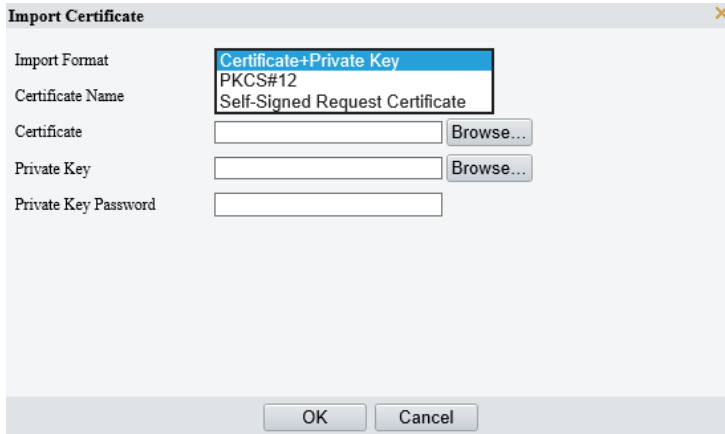 Import Certificate
Import Format
Certificate+Private Key
PKCS#12
Certificate Name
Self-Signed Request Certificate
Certificate
Browse...
Private Key
Browse...
Private Key Password
OK
Cancel